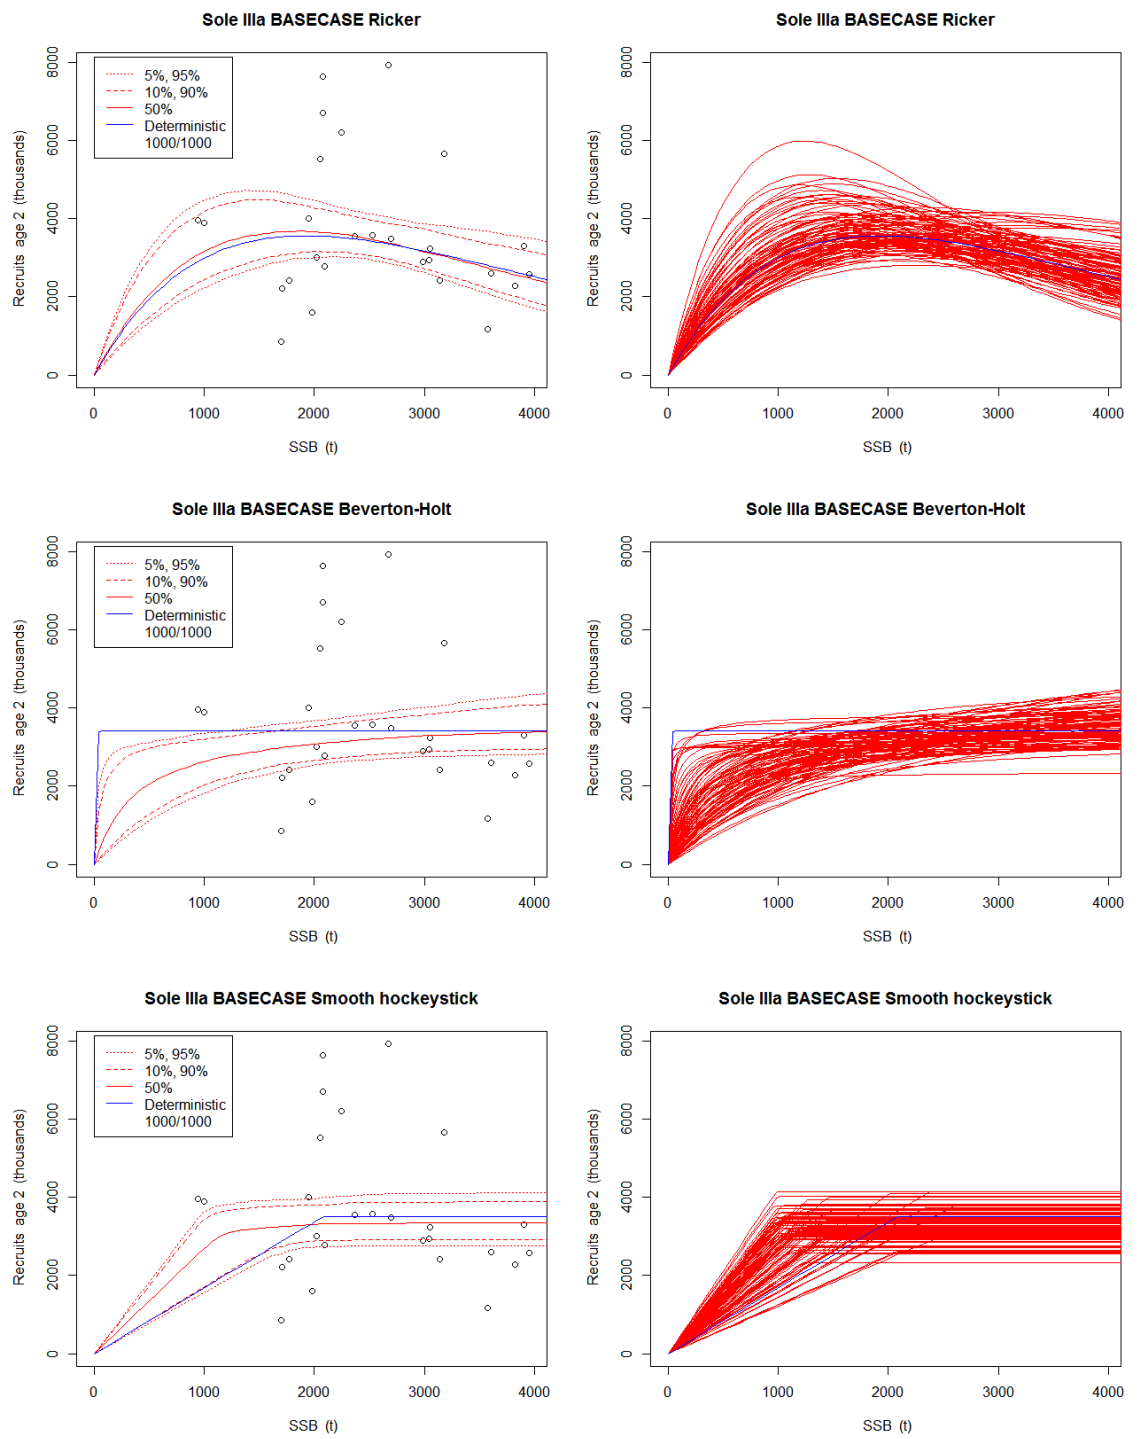 Sole IIIa BASECASE Ricker
8000
6000
4000
2000
0
Recruits age 2 (thousands)
5%, 95%
10%, 90%
50%
Deterministic
1000/1000
0 1000 2000 3000 4000
SSB (t)
Sole IIIa BASECASE Ricker
8000
6000
4000
2000
0
Recruits age 2 (thousands)
0 1000 2000 3000 4000
SSB (t)
Sole IIIa BASECASE Beverton-Holt
8000
6000
4000
2000
0
Recruits age 2 (thousands)
5%, 95%
10%, 90%
50%
Deterministic
1000/1000
0 1000 2000 3000 4000
SSB (t)
Sole IIIa BASECASE Beverton-Holt
8000
6000
4000
2000
0
Recruits age 2 (thousands)
0 1000 2000 3000 4000
SSB (t)
Sole IIIa BASECASE Smooth hockeystick
8000
6000
4000
2000
0
Recruits age 2 (thousands)
5%, 95%
10%, 90%
50%
Deterministic
1000/1000
0 1000 2000 3000 4000
SSB (t)
Sole IIIa BASECASE Smooth hockeystick
8000
6000
4000
2000
0
Recruits age 2 (thousands)
0 1000 2000 3000 4000
SSB (t)